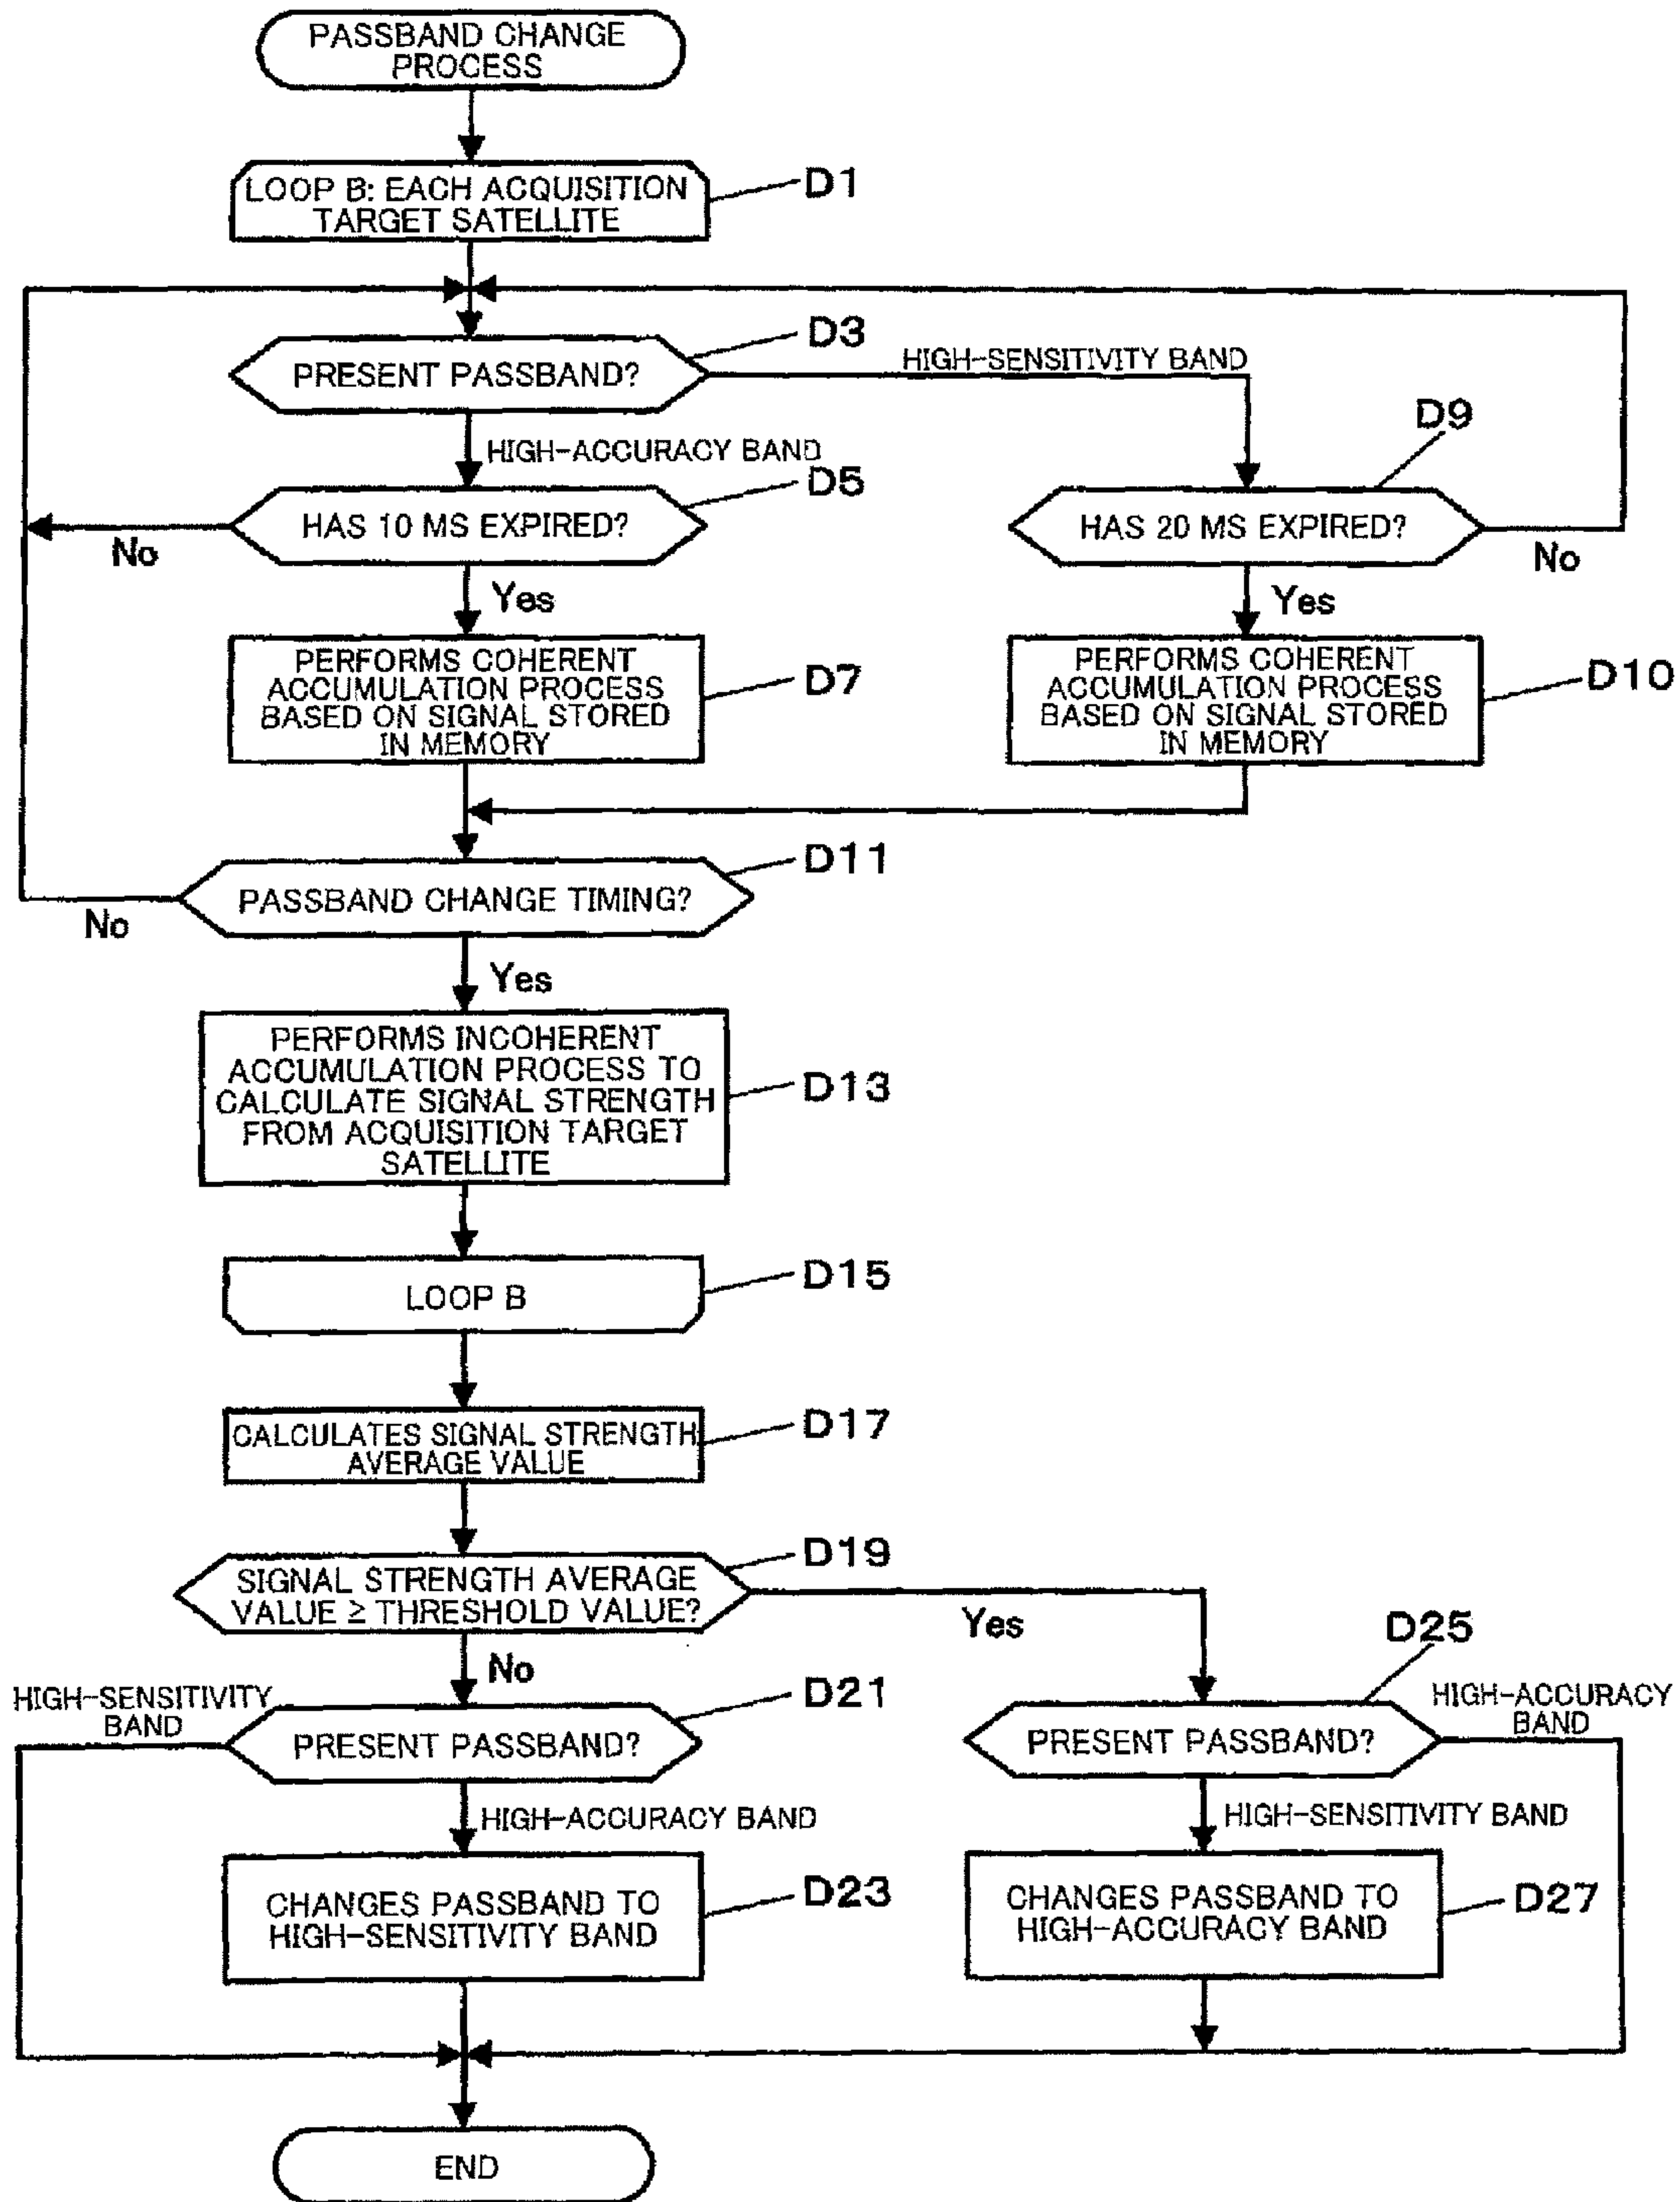 PASSBAND CHANGE
PROCESS
LOOP B: EACH ACQUISITION
TARGET SATELLITE
D1
PRESENT PASSBAND?
D3
HIGH-SENSITIVITY BAND
HIGH-ACCURACY BAND
HAS 10 MS EXPIRED?
D5
No
Yes
HAS 20 MS EXPIRED?
D9
No
Yes
PERFORMS COHERENT
ACCUMULATION PROCESS
BASED ON SIGNAL STORED
IN MEMORY
D7
PERFORMS COHERENT
ACCUMULATION PROCESS
BASED ON SIGNAL STORED
IN MEMORY
D10
PASSBAND CHANGE TIMING?
D11
No
Yes
PERFORMS INCOHERENT
ACCUMULATION PROCESS TO
CALCULATE SIGNAL STRENGTH
FROM ACQUISITION TARGET
SATELLITE
D13
LOOP B
D15
CALCULATES SIGNAL STRENGTH
AVERAGE VALUE
D17
SIGNAL STRENGTH AVERAGE
VALUE ≥ THRESHOLD VALUE?
D19
Yes
No
HIGH-SENSITIVITY
BAND
PRESENT PASSBAND?
D21
HIGH-ACCURACY BAND
PRESENT PASSBAND?
D25
HIGH-ACCURACY
BAND
HIGH-SENSITIVITY BAND
CHANGES PASSBAND TO
HIGH-SENSITIVITY BAND
D23
CHANGES PASSBAND TO
HIGH-ACCURACY BAND
D27
END